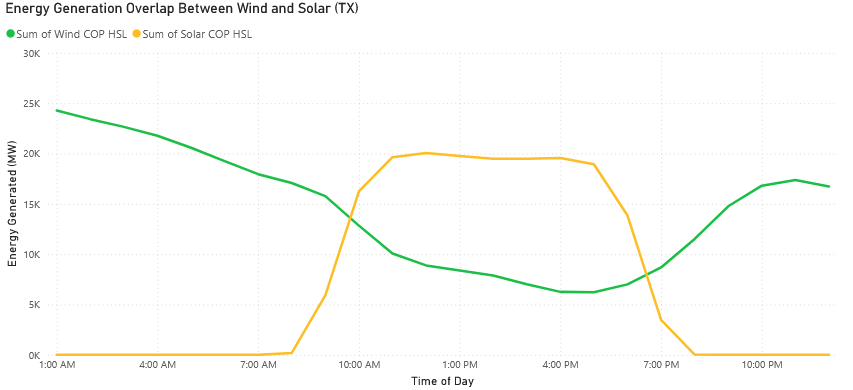 Energy Generation Overlap Between Wind and Solar (TX)
Sum of Wind COP HSL Sum of Solar COP HSL
30K
25K
20K
15K
10K
5K
0K
Energy Generated (MW)
1:00 AM 4:00 AM 7:00 AM 10:00 AM 1:00 PM 4:00 PM 7:00 PM 10:00 PM
Time of Day